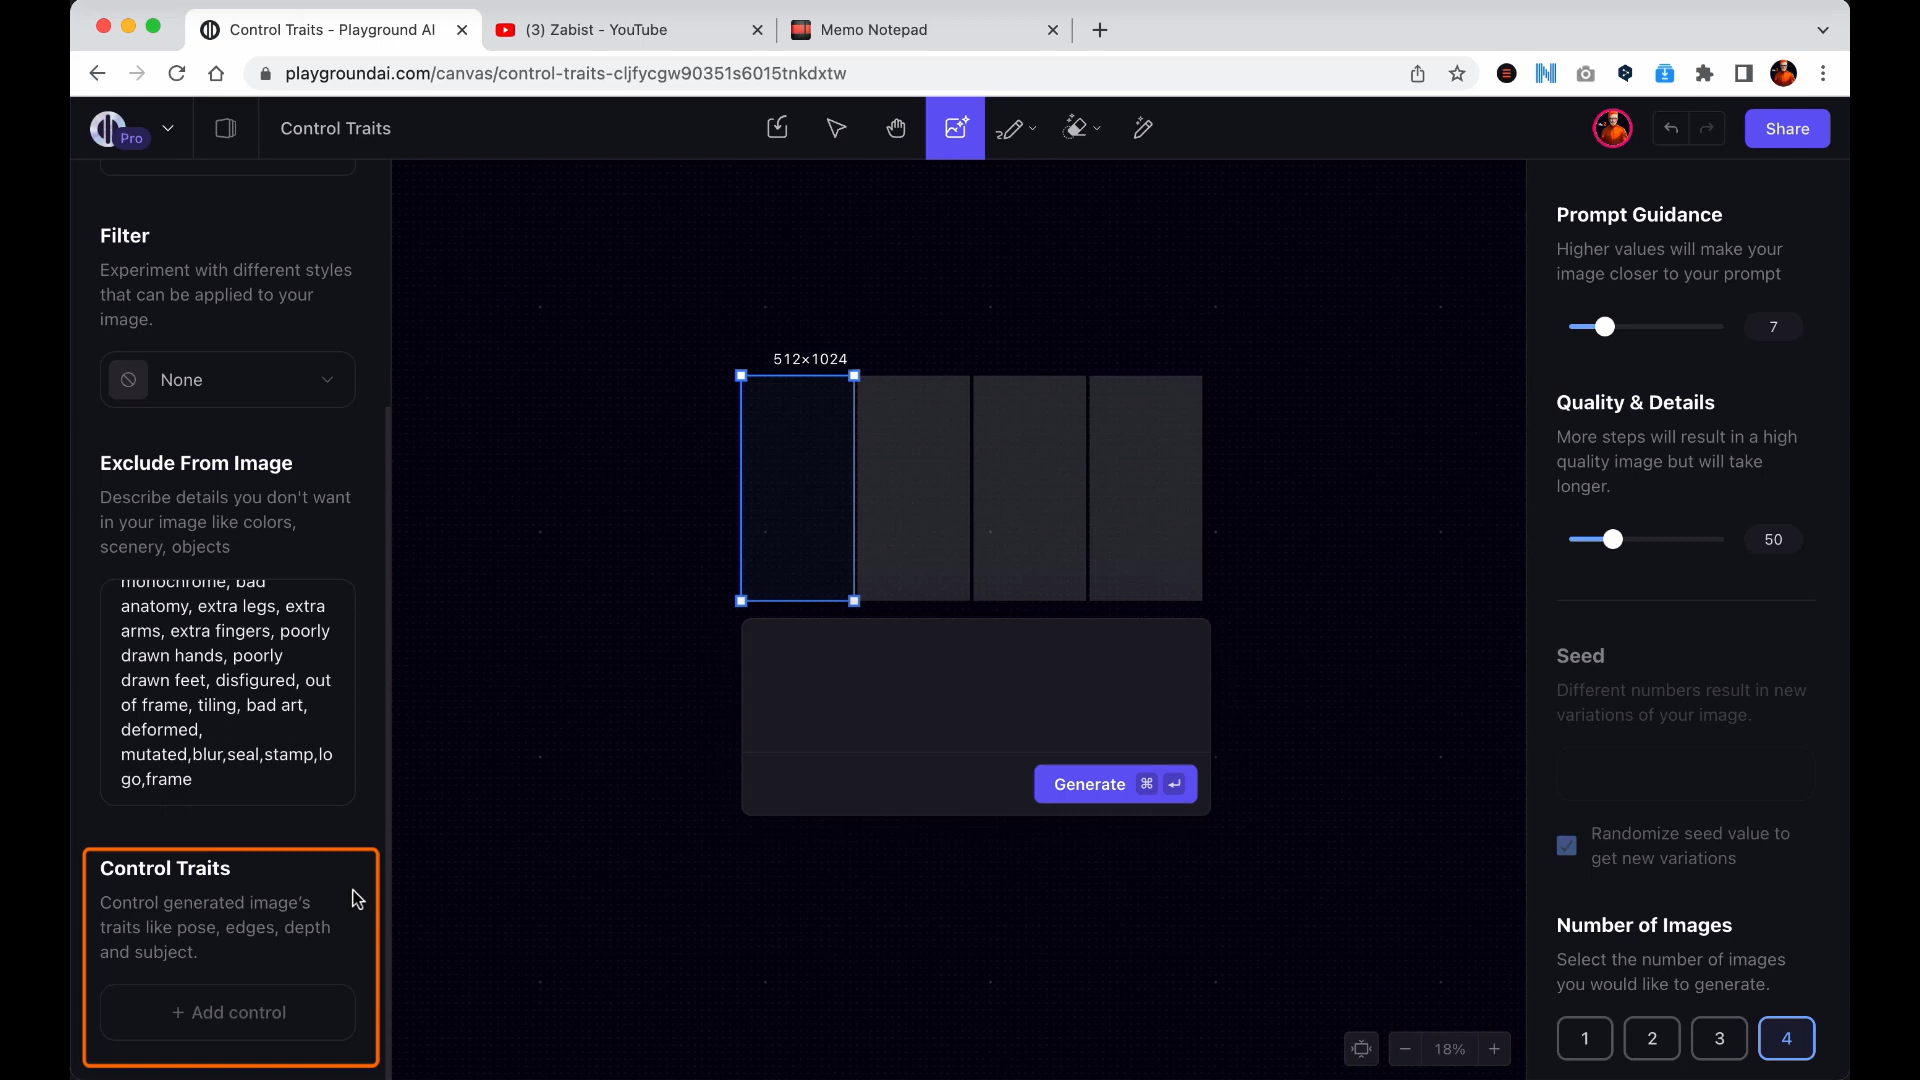 Control Traits - Playground AI
(3) Zabist - YouTube
Memo Notepad
playgroundai.com/canvas/control-traits-cljfycgw90351s6015tnkdxtw
Pro
Control Traits
Share
Filter
Experiment with different styles
that can be applied to your
image.
None
Exclude From Image
Describe details you don't want
in your image like colors,
scenery, objects
monochrome, bad
anatomy, extra legs, extra
arms, extra fingers, poorly
drawn hands, poorly
drawn feet, disfigured, out
of frame, tiling, bad art,
deformed,
mutated,blur,seal,stamp,lo
go,frame
Control Traits
Control generated image's
traits like pose, edges, depth
and subject.
+ Add control
512×1024
Generate ⌘ ↵
18%
Prompt Guidance
Higher values will make your
image closer to your prompt
7
Quality & Details
More steps will result in a high
quality image but will take
longer.
50
Seed
Different numbers result in new
variations of your image.
Randomize seed value to
get new variations
Number of Images
Select the number of images
you would like to generate.
1 2 3 4